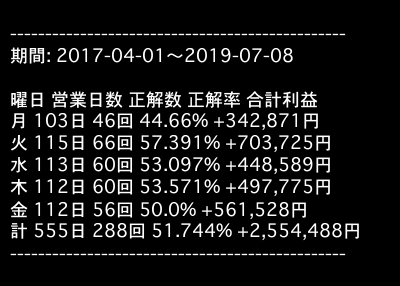 ------------------------------------------------
期間: 2017-04-01〜2019-07-08
曜日 営業日数 正解数 正解率 合計利益
月 103日 46回 44.66% +342,871円
火 115日 66回 57.391% +703,725円
水 113日 60回 53.097% +448,589円
木 112日 60回 53.571% +497,775円
金 112日 56回 50.0% +561,528円
計 555日 288回 51.744% +2,554,488円
------------------------------------------------